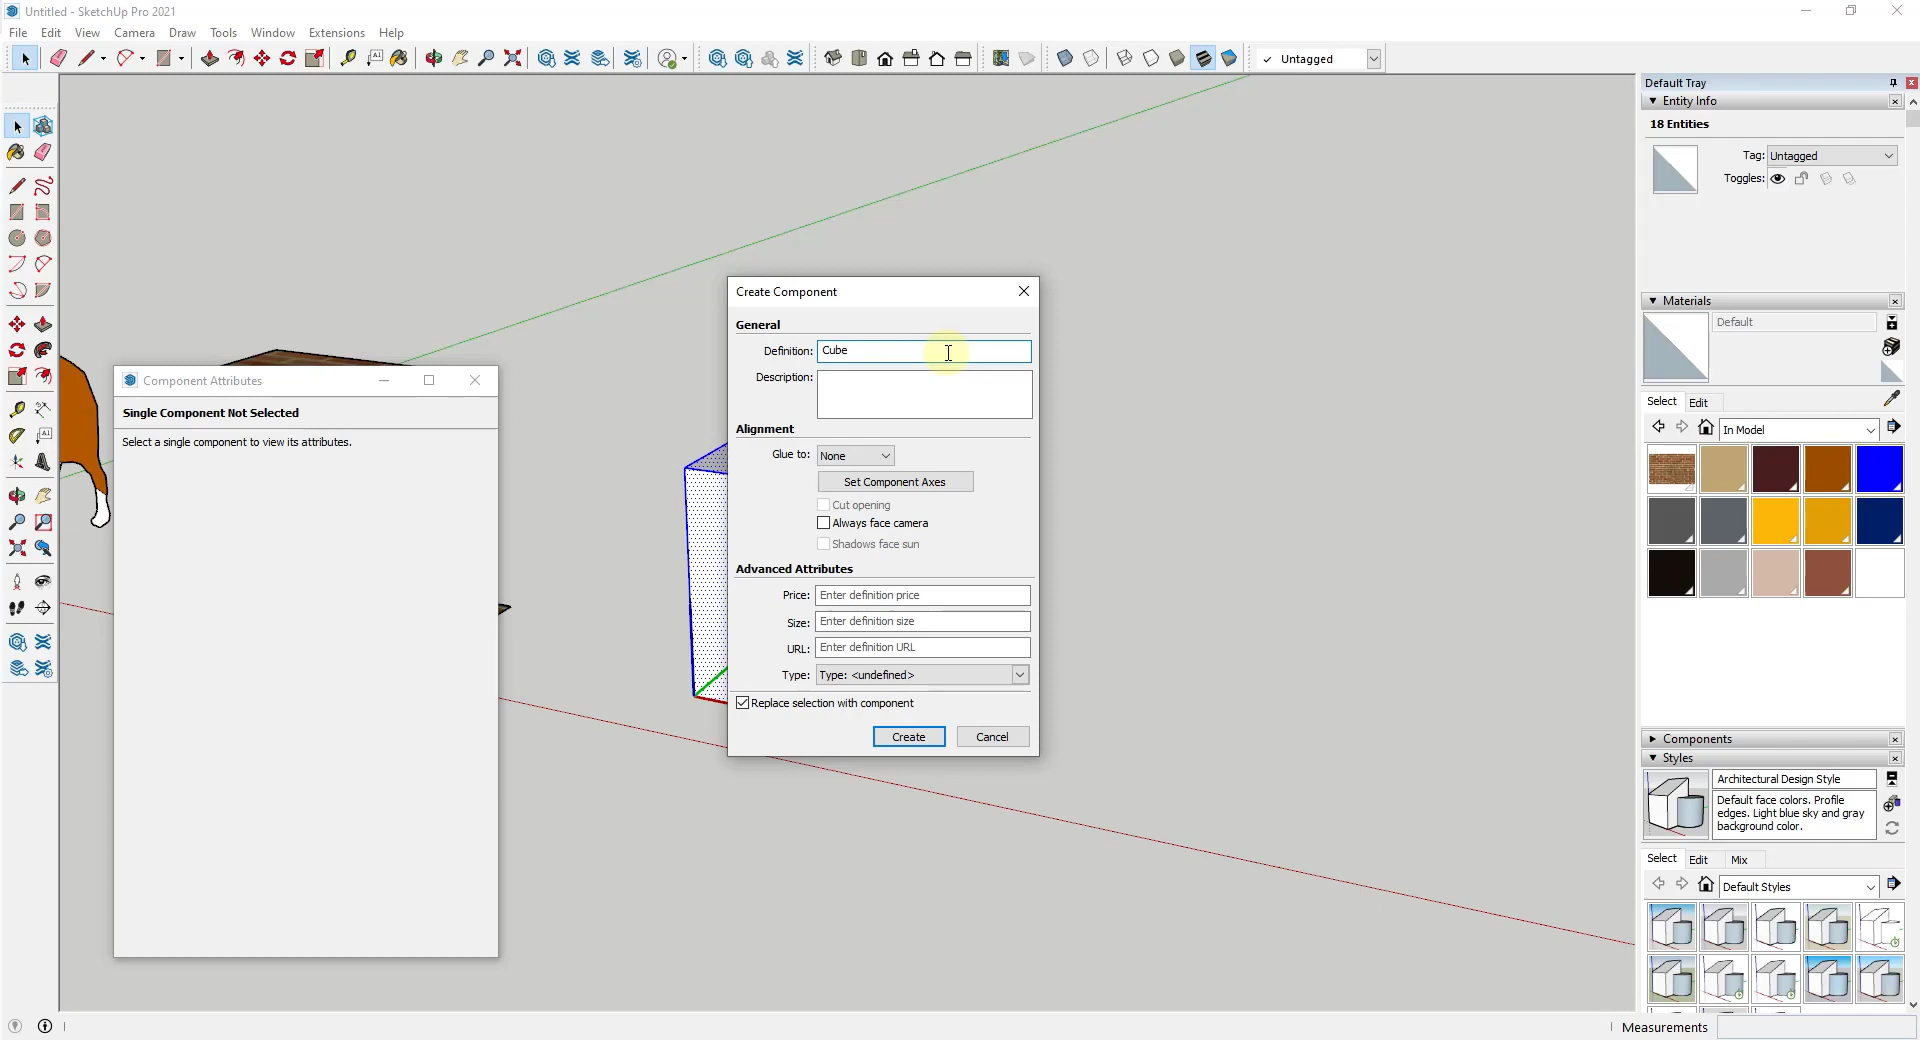 Untitled - SketchUp Pro 2021
File Edit View Camera Draw Tools Window Extensions Help
Untagged
Default Tray
Entity Info
18 Entities
Tag: Untagged
Toggles:
Materials
Default
Select Edit
In Model
Components
Styles
Architectural Design Style
Default face colors. Profile
edges. Light blue sky and gray
background color.
Select Edit Mix
Default Styles
Component Attributes
Single Component Not Selected
Select a single component to view its attributes.
Create Component
General
Definition: Cube
Description:
Alignment
Glue to: None
Set Component Axes
Cut opening
Always face camera
Shadows face sun
Advanced Attributes
Price: Enter definition price
Size: Enter definition size
URL: Enter definition URL
Type: Type: <undefined>
Replace selection with component
Create Cancel
Measurements